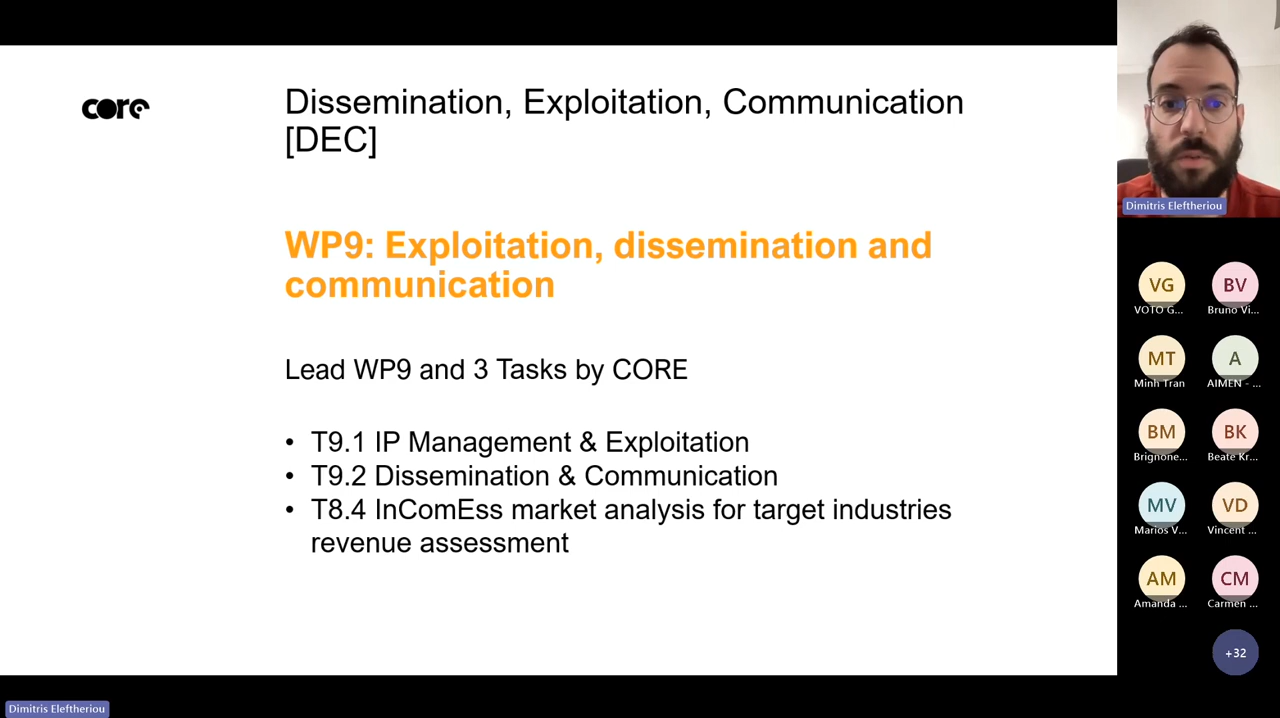 core
Dissemination, Exploitation, Communication
[DEC]
WP9: Exploitation, dissemination and
communication
Lead WP9 and 3 Tasks by CORE
• T9.1 IP Management & Exploitation
• T9.2 Dissemination & Communication
• T8.4 InComEss market analysis for target industries
revenue assessment
Dimitris Eleftheriou
VG
BV
VOTO G...
Bruno Vi...
MT
A
Minh Tran
AIMEN - ...
BM
BK
Brignone...
Beate Kr...
MV
VD
Marios V...
Vincent ...
AM
CM
Amanda ...
Carmen ...
+32
Dimitris Eleftheriou